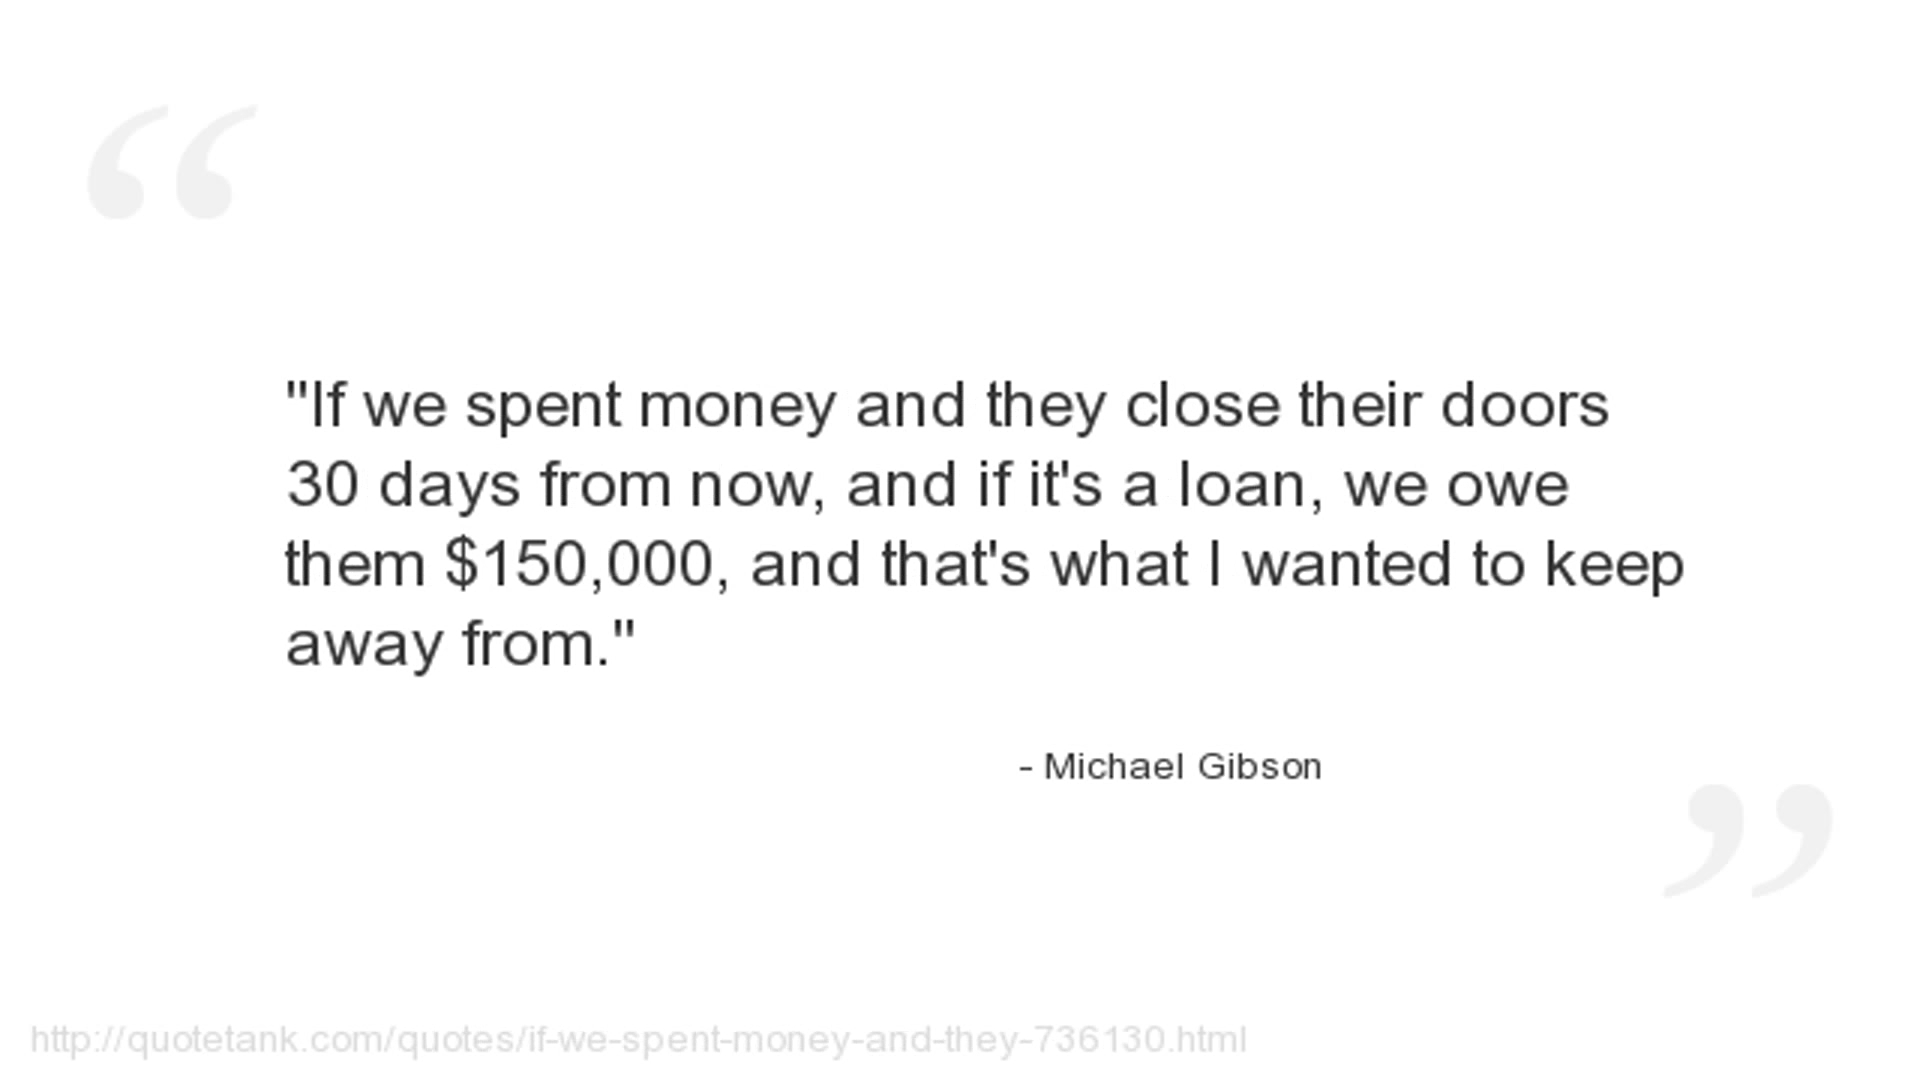 "If we spent money and they close their doors
30 days from now, and if it's a loan, we owe
them $150,000, and that's what I wanted to keep
away from."
- Michael Gibson
http://quotetank.com/quotes/if-we-spent-money-and-they-736130.html